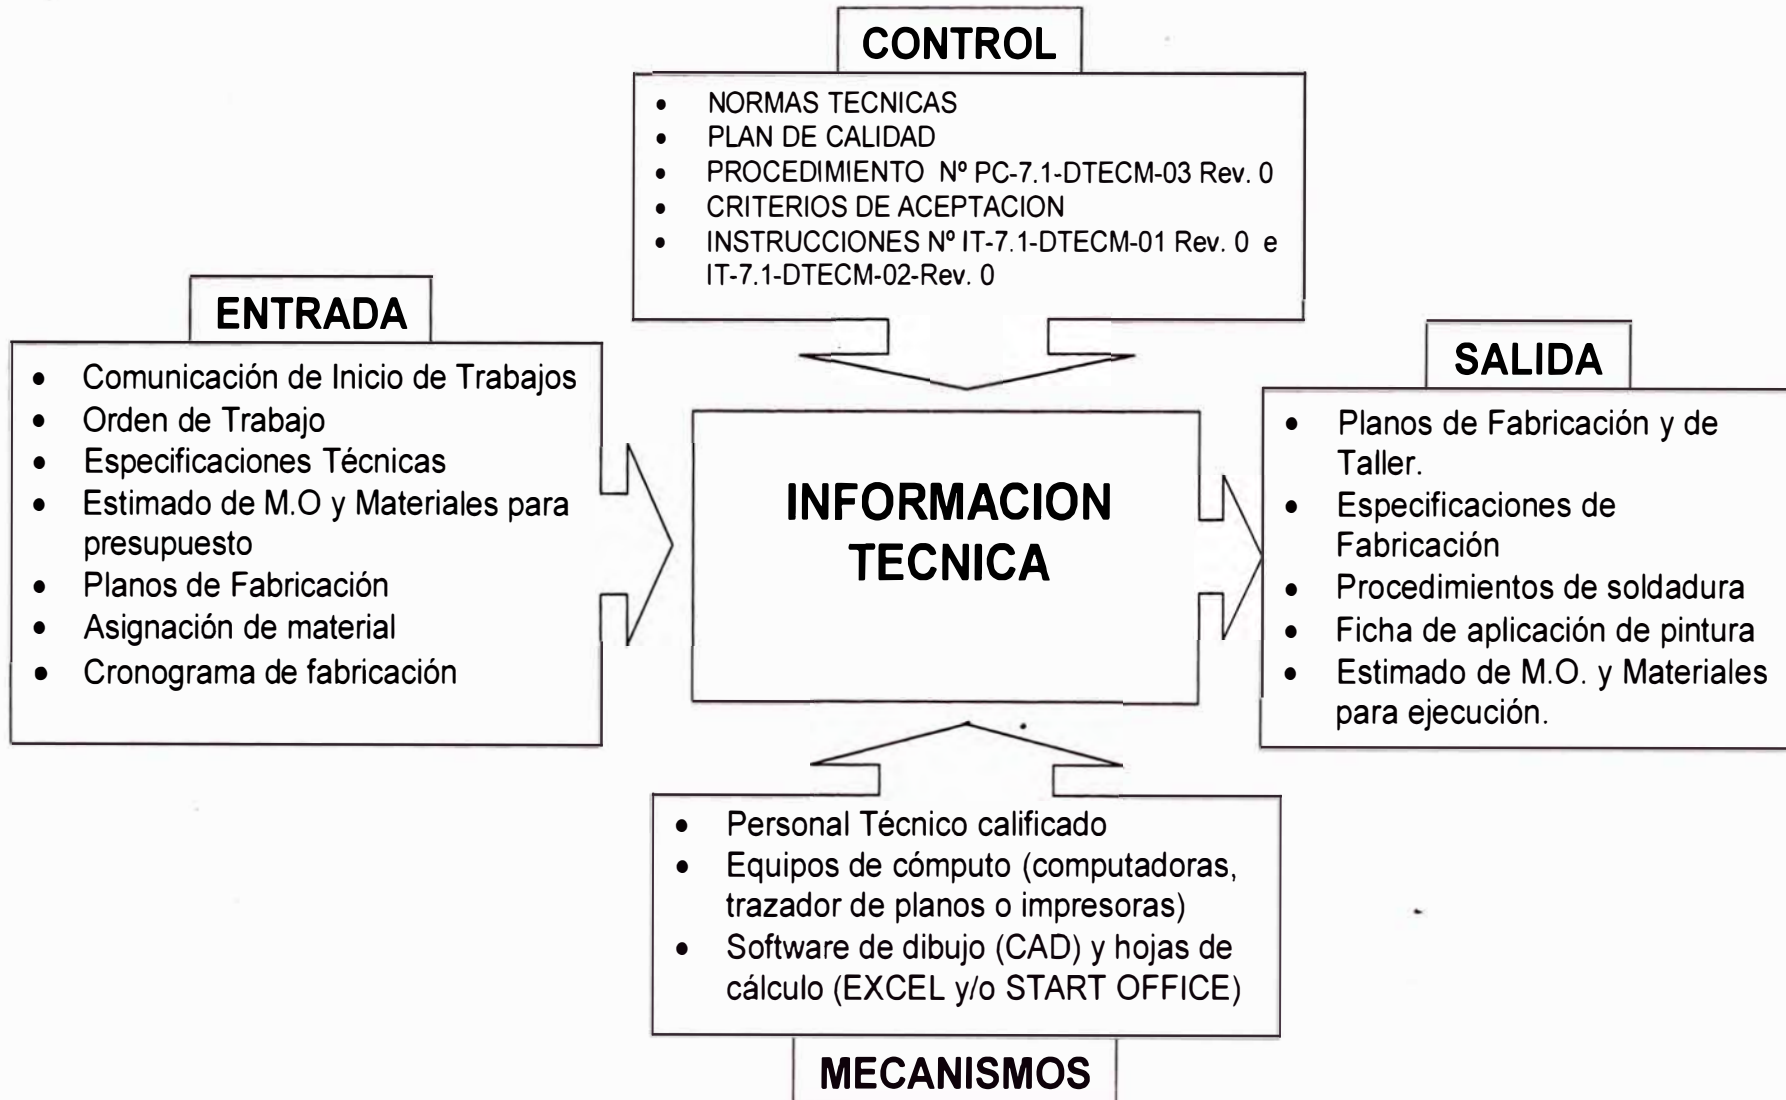 CONTROL
• NORMAS TECNICAS
• PLAN DE CALIDAD
• PROCEDIMIENTO Nº PC-7.1-DTECM-03 Rev. 0
• CRITERIOS DE ACEPTACION
• INSTRUCCIONES Nº IT-7.1-DTECM-01 Rev. 0 e
IT-7.1-DTECM-02-Rev. 0
ENTRADA
• Comunicación de Inicio de Trabajos
• Orden de Trabajo
• Especificaciones Técnicas
• Estimado de M.O y Materiales para
presupuesto
• Planos de Fabricación
• Asignación de material
• Cronograma de fabricación
INFORMACION
TECNICA
SALIDA
• Planos de Fabricación y de
Taller.
• Especificaciones de
Fabricación
• Procedimientos de soldadura
• Ficha de aplicación de pintura
• Estimado de M.O. y Materiales
para ejecución.
• Personal Técnico calificado
• Equipos de cómputo (computadoras,
trazador de planos o impresoras)
• Software de dibujo (CAD) y hojas de
cálculo (EXCEL y/o START OFFICE)
MECANISMOS